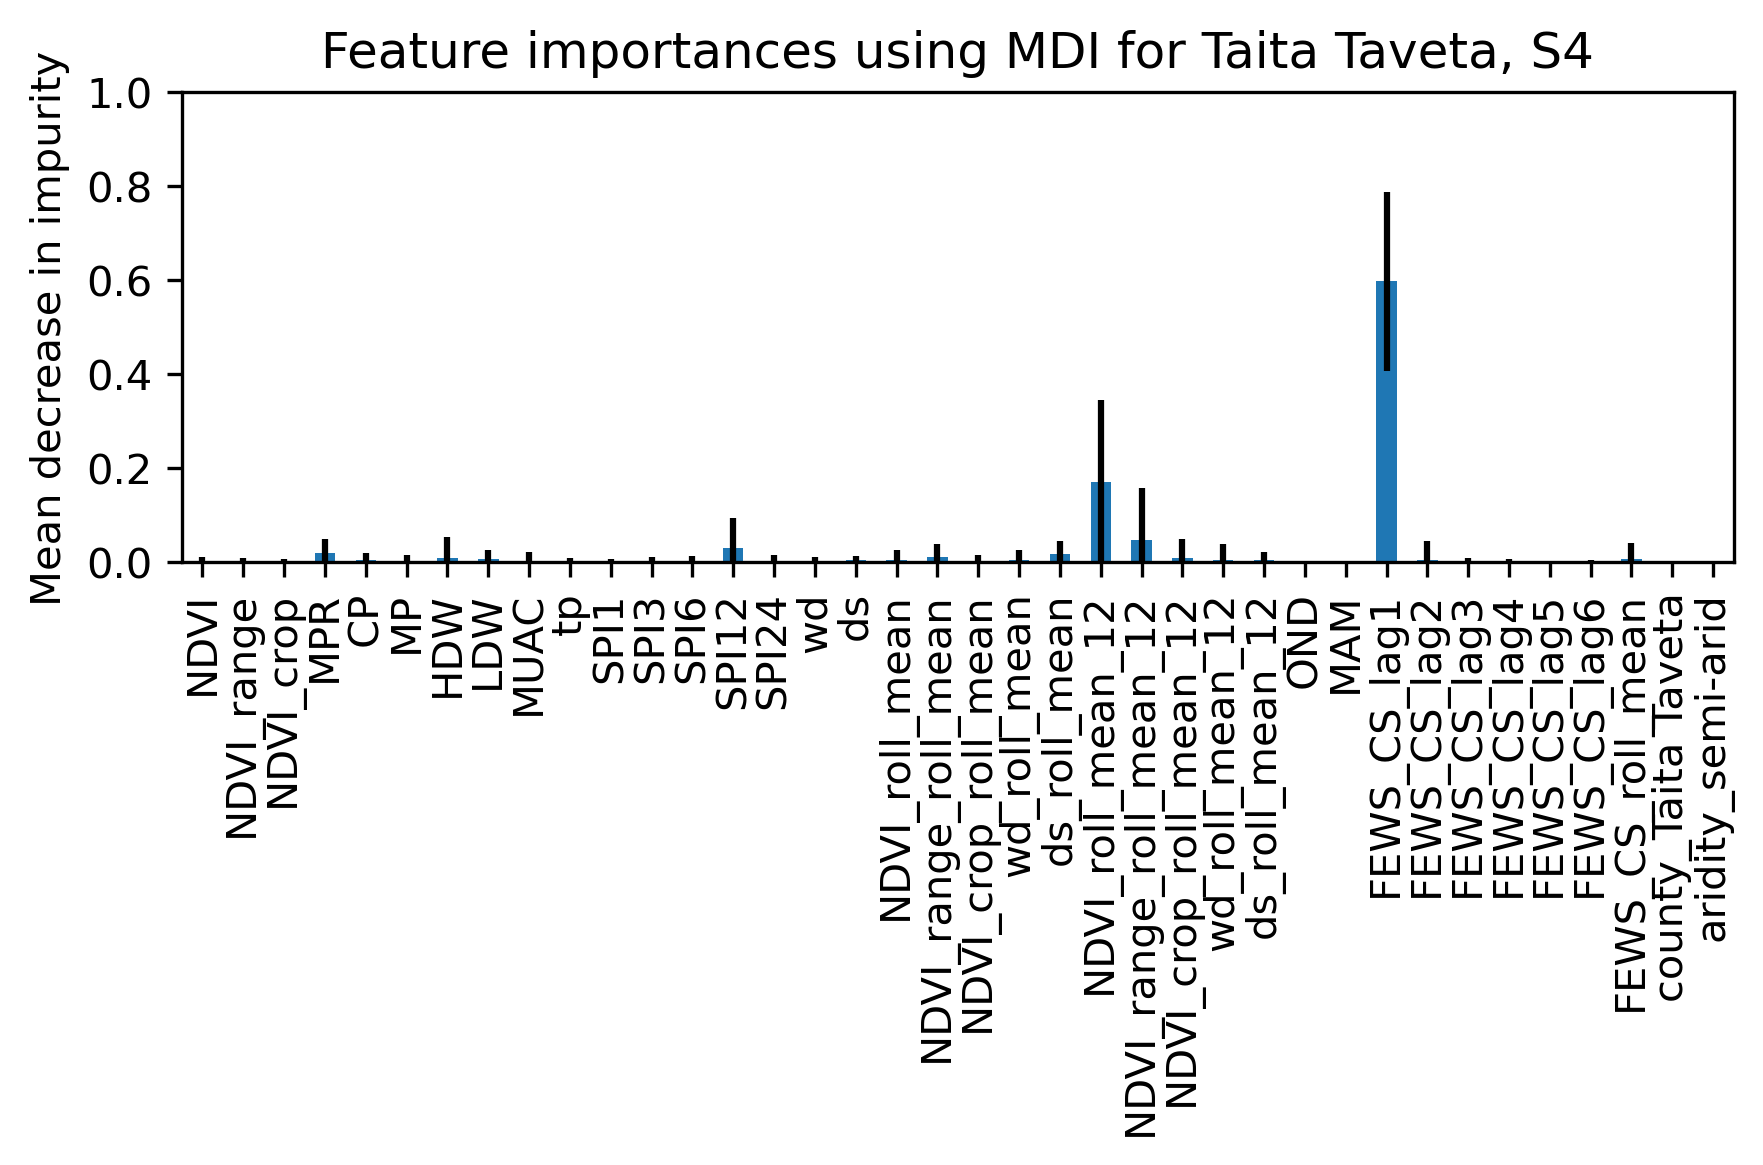 Feature importances using MDI for Taita Taveta, S4
Mean decrease in impurity
1.0
0.8
0.6
0.4
0.2
0.0
NDVI
NDVI_range
NDVI_crop
MPR
CP
MP
HDW
LDW
MUAC
tp
SPI1
SPI3
SPI6
SPI12
SPI24
wd
ds
NDVI_roll_mean
NDVI_range_roll_mean
NDVI_crop_roll_mean
wd_roll_mean
ds_roll_mean
NDVI_roll_mean_12
NDVI_range_roll_mean_12
NDVI_crop_roll_mean_12
wd_roll_mean_12
ds_roll_mean_12
OND
MAM
FEWS_CS_lag1
FEWS_CS_lag2
FEWS_CS_lag3
FEWS_CS_lag4
FEWS_CS_lag5
FEWS_CS_lag6
FEWS_CS_roll_mean
county_Taita Taveta
aridity_semi-arid